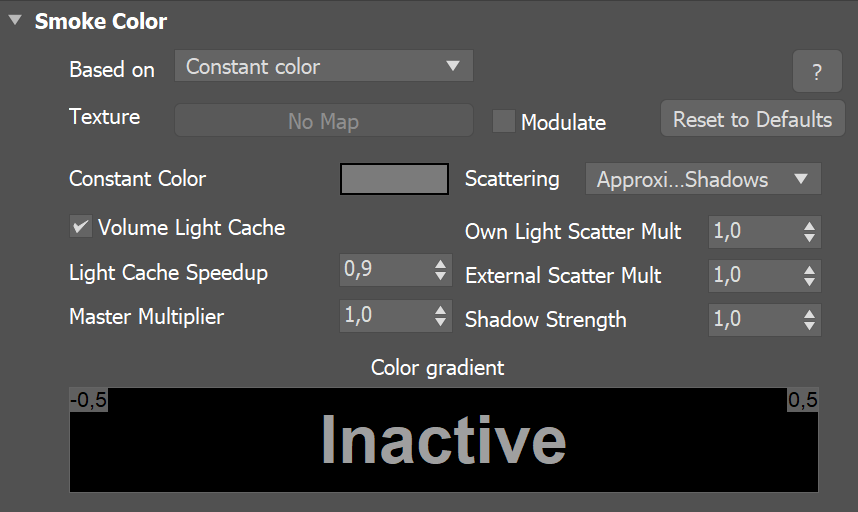 Smoke Color
Based on Constant color ?
Texture No Map Modulate Reset to Defaults
Constant Color Scattering Approxi...Shadows
Volume Light Cache Own Light Scatter Mult 1,0
Light Cache Speedup 0,9 External Scatter Mult 1,0
Master Multiplier 1,0 Shadow Strength 1,0
Color gradient
-0,5 0,5
Inactive